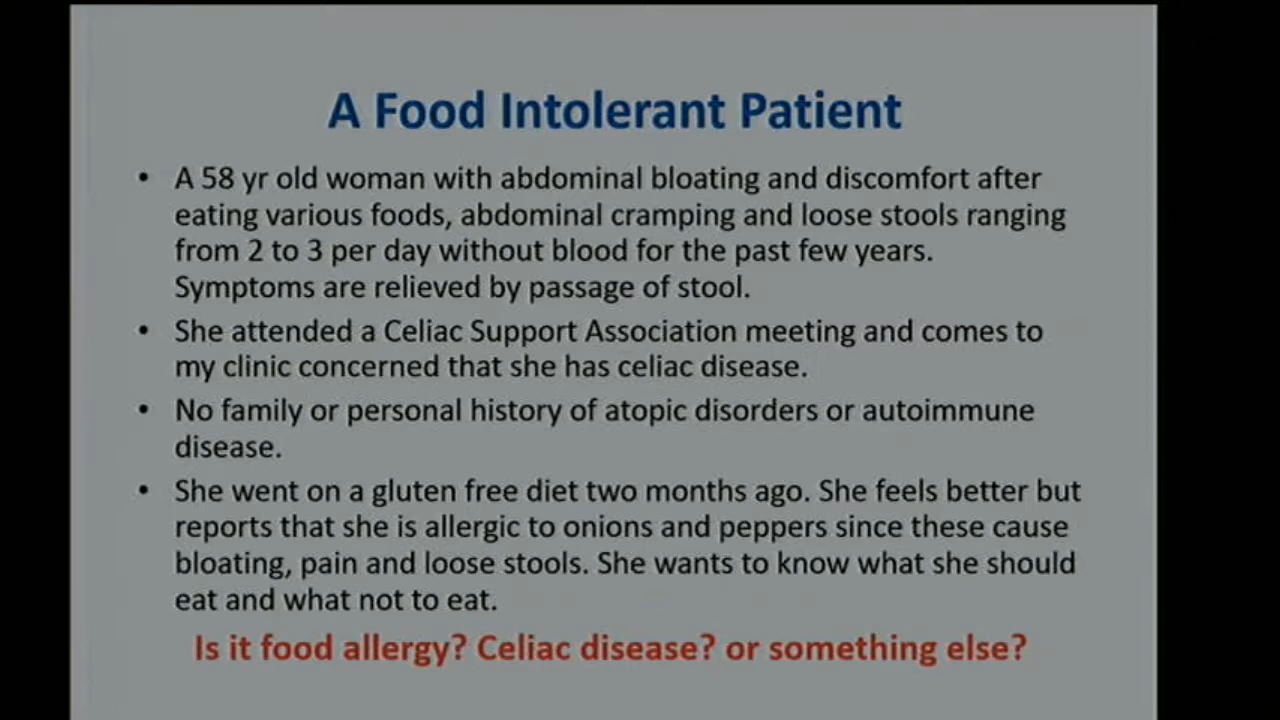 A Food Intolerant Patient
• A 58 yr old woman with abdominal bloating and discomfort after
eating various foods, abdominal cramping and loose stools ranging
from 2 to 3 per day without blood for the past few years.
Symptoms are relieved by passage of stool.
• She attended a Celiac Support Association meeting and comes to
my clinic concerned that she has celiac disease.
• No family or personal history of atopic disorders or autoimmune
disease.
• She went on a gluten free diet two months ago. She feels better but
reports that she is allergic to onions and peppers since these cause
bloating, pain and loose stools. She wants to know what she should
eat and what not to eat.
Is it food allergy? Celiac disease? or something else?